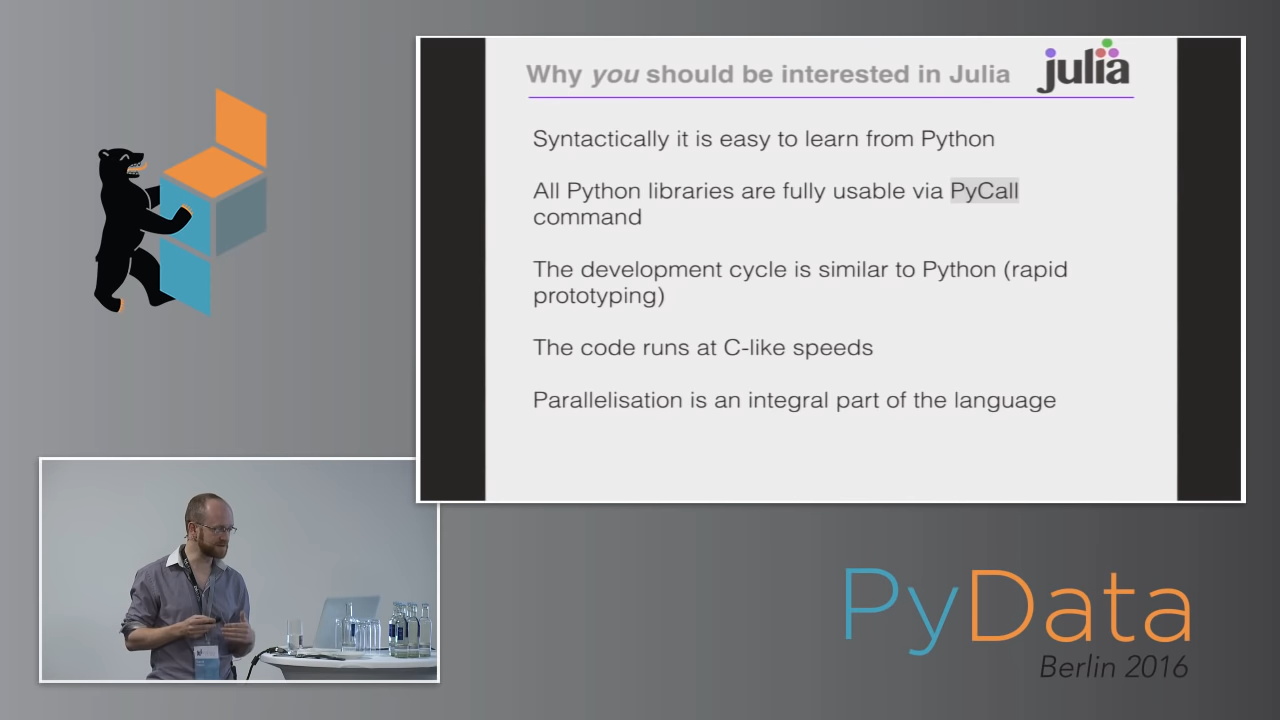 Why you should be interested in Julia
julia
Syntactically it is easy to learn from Python
All Python libraries are fully usable via PyCall
command
The development cycle is similar to Python (rapid
prototyping)
The code runs at C-like speeds
Parallelisation is an integral part of the language
PyData
Berlin 2016